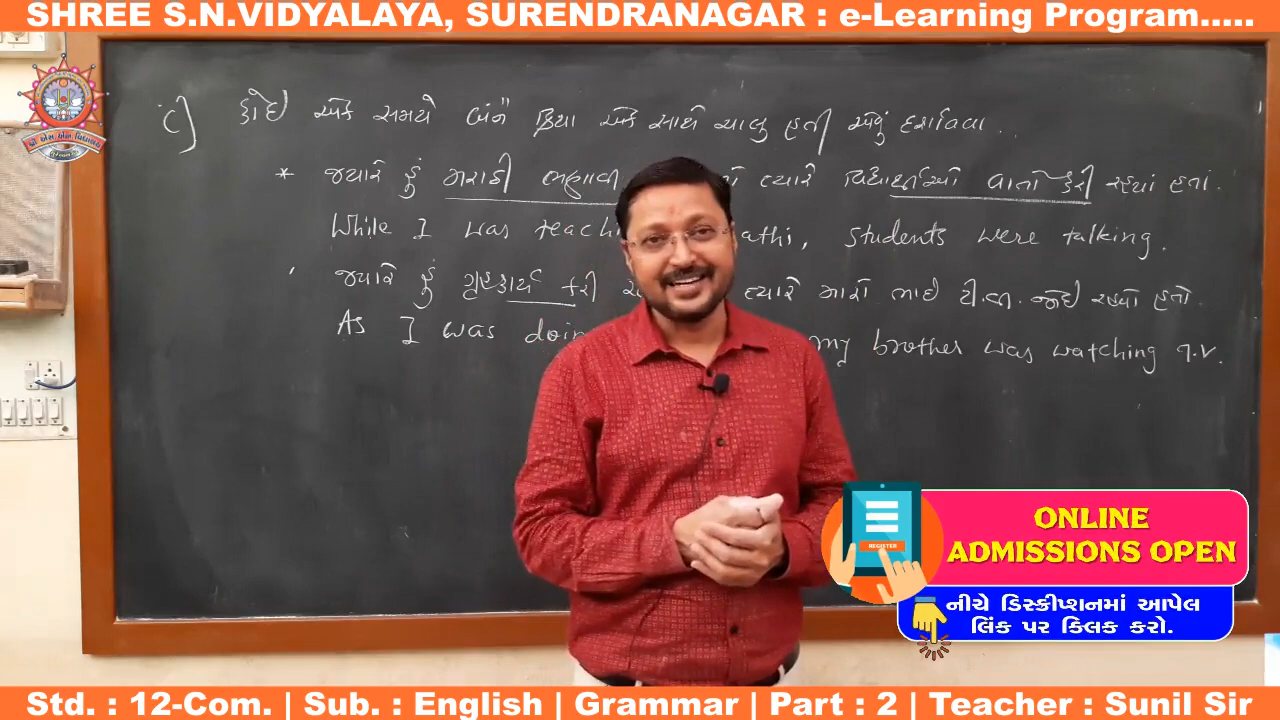 SHREE S.N.VIDYALAYA, SURENDRANAGAR : e-Learning Program.....
c] કોઈ એક સમયે બંને ક્રિયા એક સાથે ચાલુ હતી એવું દર્શાવવા..
* જ્યારે હું મરાઠી ભણાવી ત્યારે વિદ્યાર્થીઓ વાતો કરી રહયાં હતાં.
While I was teach athi, students were talking.
જ્યારે હું ગૃહકાર્ય કરી ત્યારે મારો ભાઈ ટી.વી. જોઈ રહયો હતો.
As I was doin my brother was watching T.V.
ONLINE
ADMISSIONS OPEN
REGISTER
નીચે ડિસ્ક્રીપ્શનમાં આપેલ
લિંક પર ક્લિક કરો.
Std. : 12-Com. | Sub. : English | Grammar | Part : 2 | Teacher : Sunil Sir